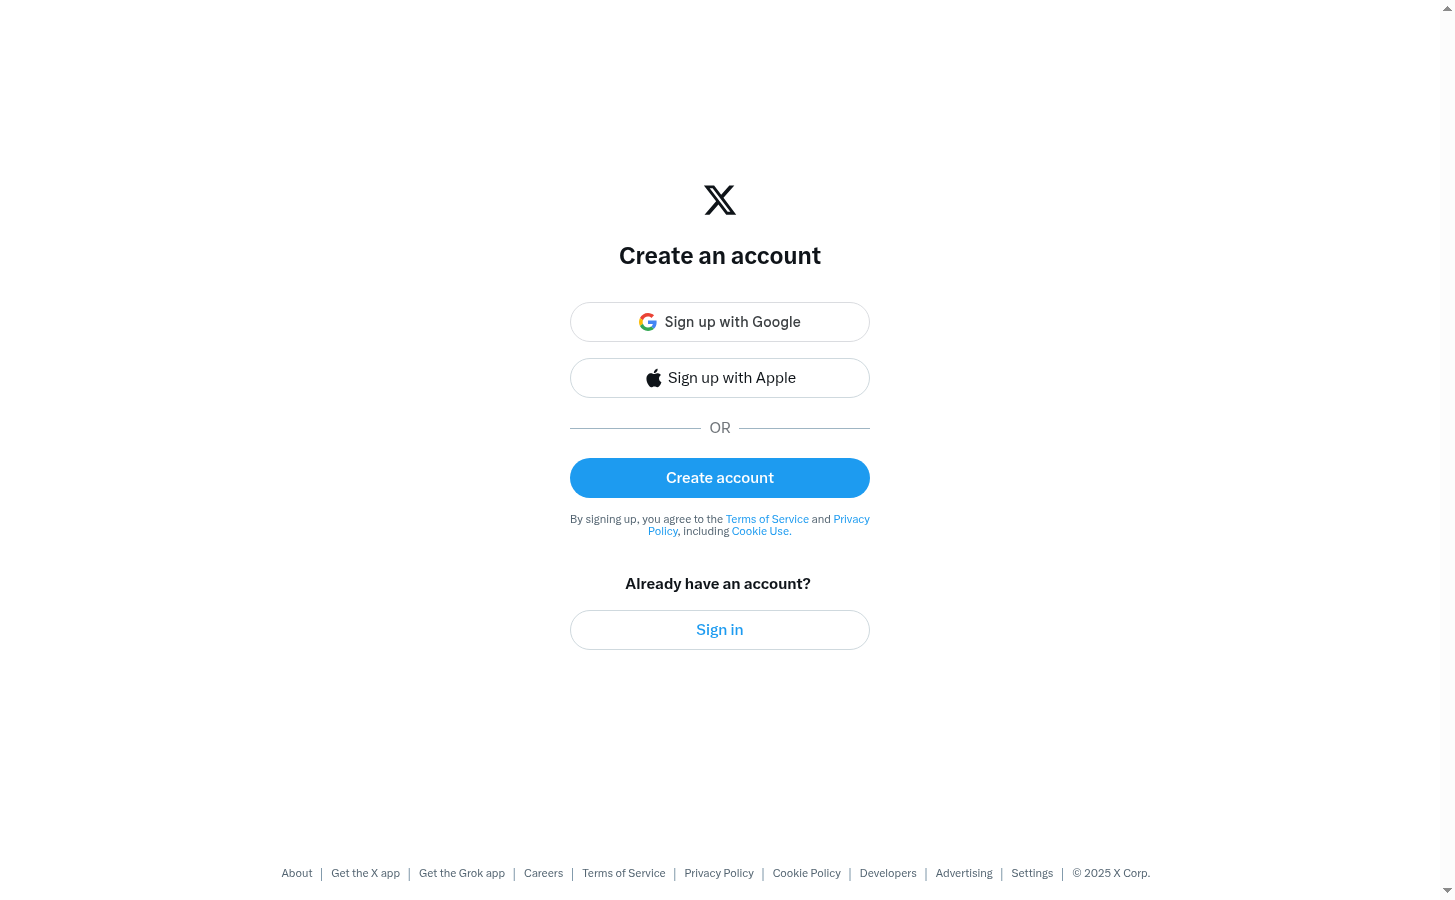 Create an account
Sign up with Google
Sign up with Apple
OR
Create account
By signing up, you agree to the Terms of Service and Privacy
Policy, including Cookie Use.
Already have an account?
Sign in
About | Get the X app | Get the Grok app | Careers | Terms of Service | Privacy Policy | Cookie Policy | Developers | Advertising | Settings | © 2025 X Corp.